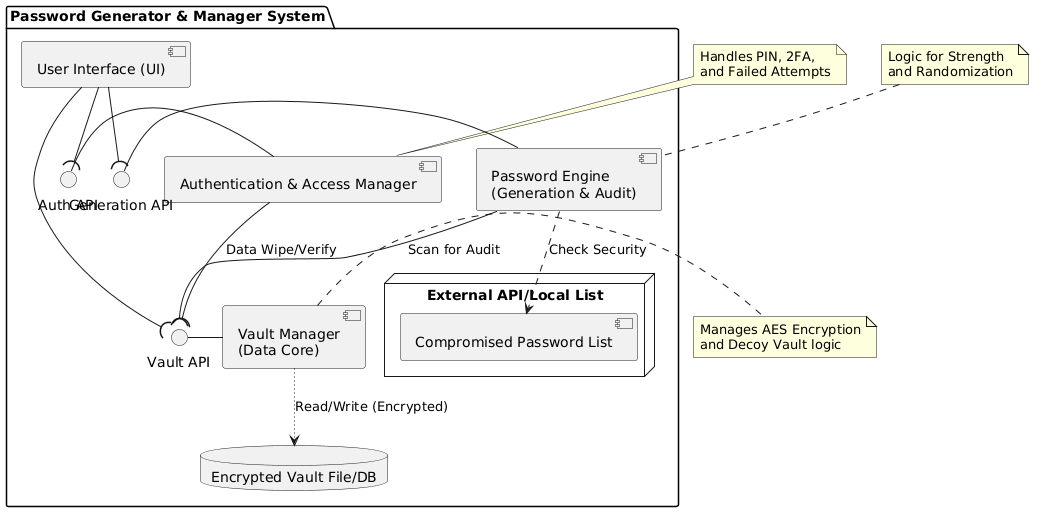 Password Generator & Manager System
User Interface (UI)
Handles PIN, 2FA,
and Failed Attempts
Logic for Strength
and Randomization
Authentication & Access Manager
Password Engine
(Generation & Audit)
Auth API
Generation API
Data Wipe/Verify
Scan for Audit
Check Security
External API/Local List
Compromised Password List
Vault Manager
(Data Core)
Vault API
Manages AES Encryption
and Decoy Vault logic
Read/Write (Encrypted)
Encrypted Vault File/DB